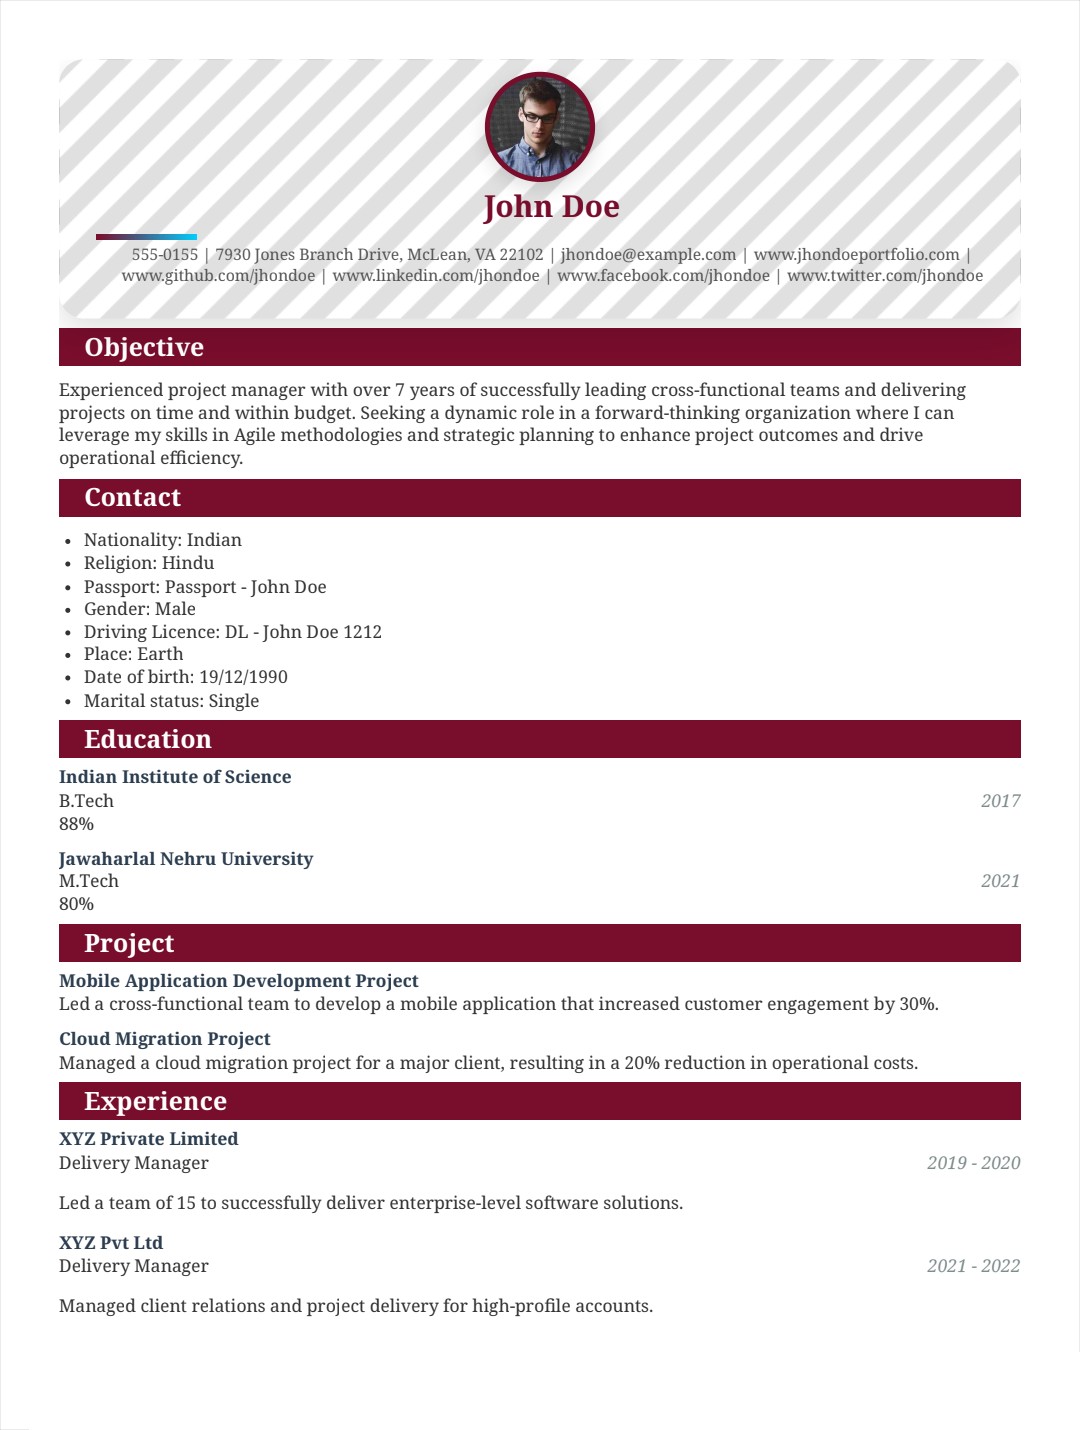 John Doe
555-0155 | 7930 Jones Branch Drive, McLean, VA 22102 | jhondoe@example.com | www.jhondoeportfolio.com |
www.github.com/jhondoe | www.linkedin.com/jhondoe | www.facebook.com/jhondoe | www.twitter.com/jhondoe
Objective
Experienced project manager with over 7 years of successfully leading cross-functional teams and delivering
projects on time and within budget. Seeking a dynamic role in a forward-thinking organization where I can
leverage my skills in Agile methodologies and strategic planning to enhance project outcomes and drive
operational efficiency.
Contact
• Nationality: Indian
• Religion: Hindu
• Passport: Passport - John Doe
• Gender: Male
• Driving Licence: DL - John Doe 1212
• Place: Earth
• Date of birth: 19/12/1990
• Marital status: Single
Education
Indian Institute of Science
B.Tech 2017
88%
Jawaharlal Nehru University
M.Tech 2021
80%
Project
Mobile Application Development Project
Led a cross-functional team to develop a mobile application that increased customer engagement by 30%.
Cloud Migration Project
Managed a cloud migration project for a major client, resulting in a 20% reduction in operational costs.
Experience
XYZ Private Limited
Delivery Manager 2019 - 2020
Led a team of 15 to successfully deliver enterprise-level software solutions.
XYZ Pvt Ltd
Delivery Manager 2021 - 2022
Managed client relations and project delivery for high-profile accounts.